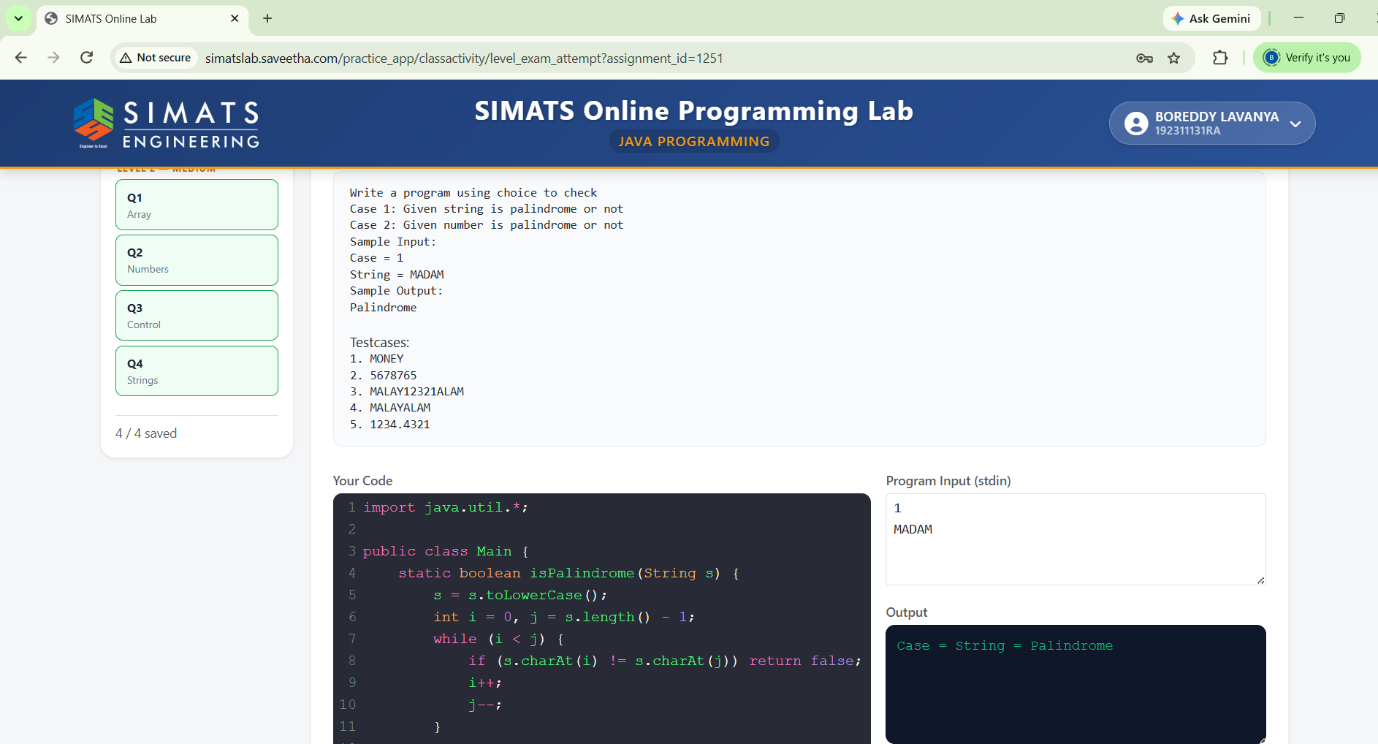 SIMATS Online Lab
Ask Gemini
Not secure
simatslab.saveetha.com/practice_app/classactivity/level_exam_attempt?assignment_id=1251
Verify it's you
B
SIMATS
ENGINEERING
Engineer to Excel
SIMATS Online Programming Lab
JAVA PROGRAMMING
BOREDDY LAVANYA
192311131RA
LEVEL 2 — MEDIUM
Q1
Array
Q2
Numbers
Q3
Control
Q4
Strings
4 / 4 saved
Write a program using choice to check
Case 1: Given string is palindrome or not
Case 2: Given number is palindrome or not
Sample Input:
Case = 1
String = MADAM
Sample Output:
Palindrome
Testcases:
1. MONEY
2. 5678765
3. MALAY12321ALAM
4. MALAYALAM
5. 1234.4321
Your Code
1 import java.util.*;
2
3 public class Main {
4 static boolean isPalindrome(String s) {
5 s = s.toLowerCase();
6 int i = 0, j = s.length() - 1;
7 while (i < j) {
8 if (s.charAt(i) != s.charAt(j)) return false;
9 i++;
10 j--;
11 }
Program Input (stdin)
1
MADAM
Output
Case = String = Palindrome